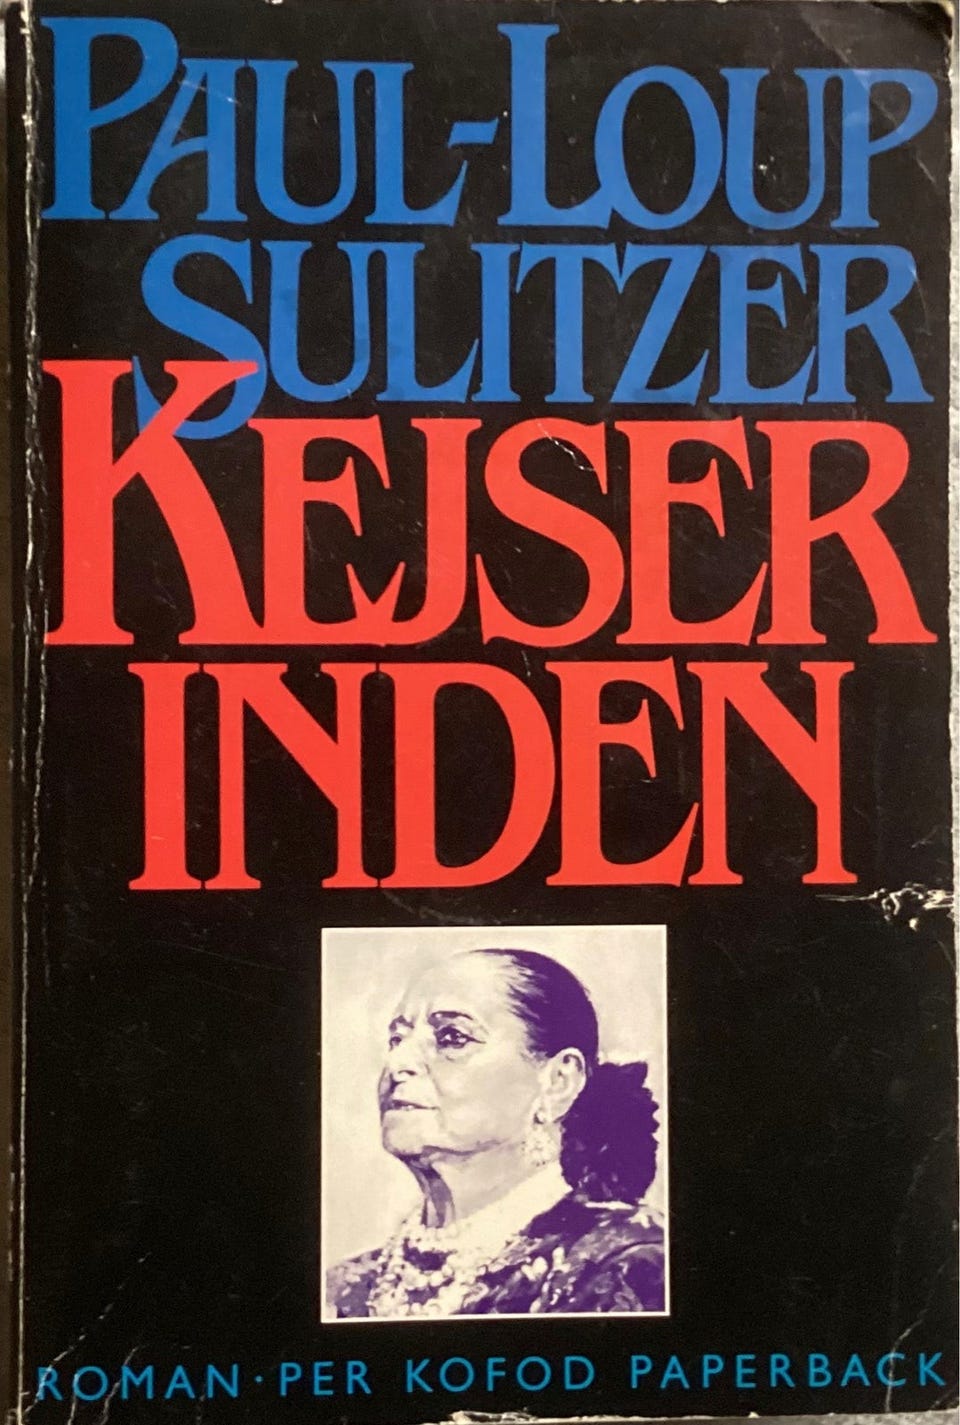 PAUL-LOUP
SULITZER
KEJSER
INDEN
ROMAN · PER KOFOD PAPERBACK